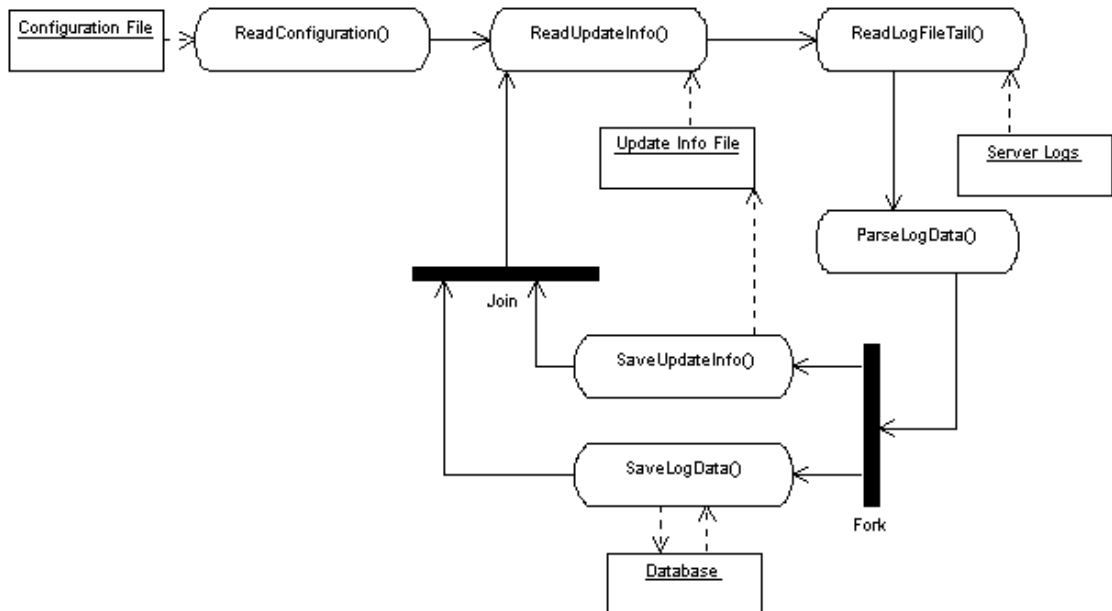 Configuration File
ReadConfiguration()
ReadUpdateInfo()
ReadLogFileTail()
Update Info File
Server Logs
ParseLogData()
Join
SaveUpdateInfo()
SaveLogData()
Fork
Database